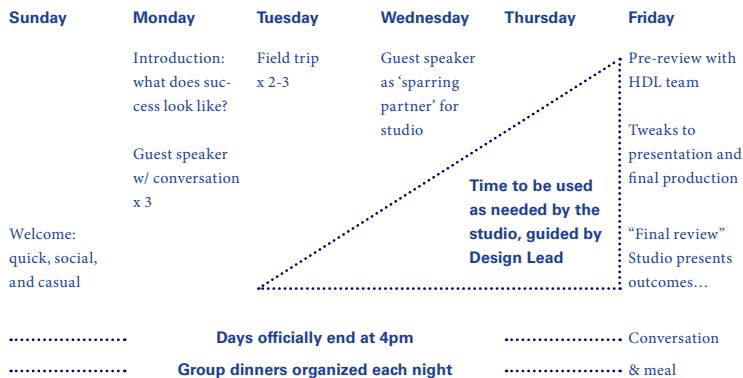 Sunday
Monday
Tuesday
Wednesday
Thursday
Friday
Welcome:
quick, social,
and casual
Introduction:
what does suc-
cess look like?
Guest speaker
w/ conversation
x 3
Field trip
x 2-3
Guest speaker
as ‘sparring
partner’ for
studio
Time to be used
as needed by the
studio, guided by
Design Lead
Pre-review with
HDL team
Tweaks to
presentation and
final production
“Final review”
Studio presents
outcomes…
Days officially end at 4pm
Conversation
Group dinners organized each night
& meal